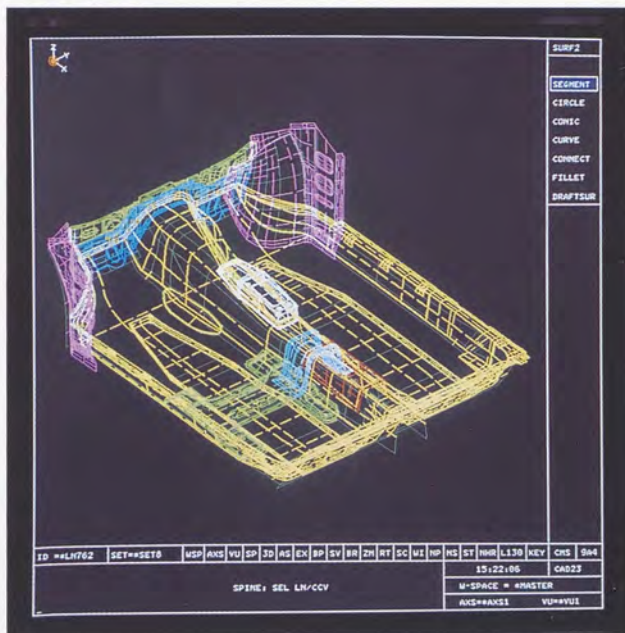 SURF2
Z
Y
X
SEGMENT
CIRCLE
CONIC
CURVE
CONNECT
FILLET
DRAFTSUR
ID =*LN762 SET=*SET8 WSP AXS VU SP 3D AS EX BP SV BR ZM RT SC WI NP NS ST NHR L130 KEY CMS 9A4
15:22:06 CAD23
SPINE: SEL LN/CCV
W-SPACE = *MASTER
AXS=*AXS1 VU=*VU1